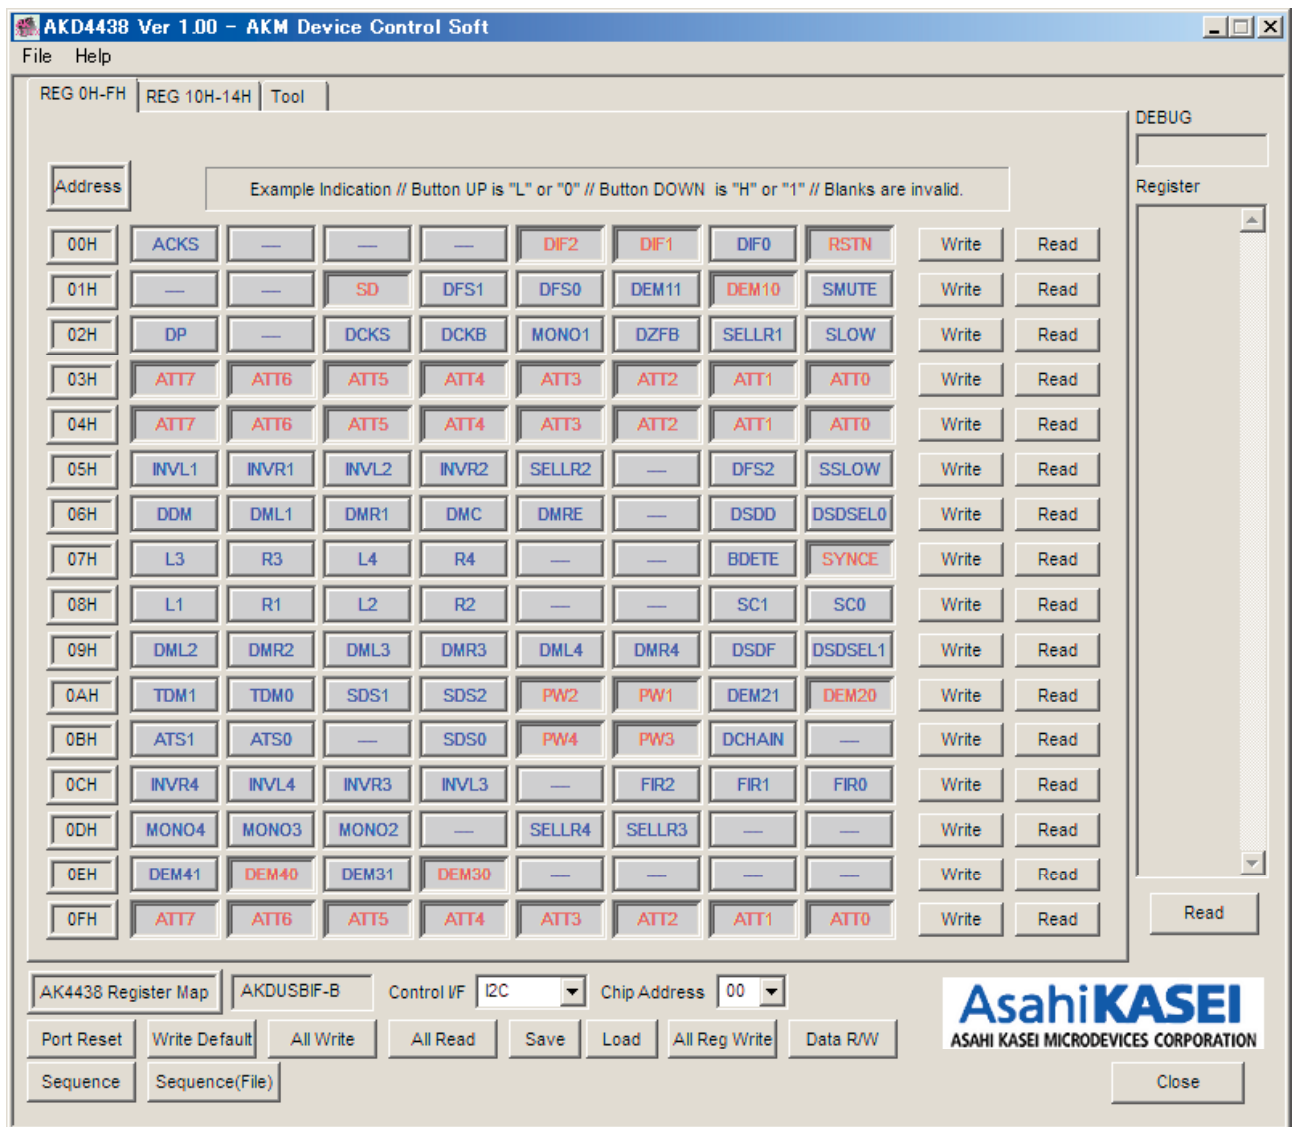 AKD4438 Ver 1.00 - AKM Device Control Soft
File Help
REG 0H-FH REG 10H-14H Tool
DEBUG
Address Example Indication // Button UP is "L" or "0" // Button DOWN is "H" or "1" // Blanks are invalid.
Register
00H ACKS — — — DIF2 DIF1 DIF0 RSTN Write Read
01H — — SD DFS1 DFS0 DEM11 DEM10 SMUTE Write Read
02H DP — DCKS DCKB MONO1 DZFB SELLR1 SLOW Write Read
03H ATT7 ATT6 ATT5 ATT4 ATT3 ATT2 ATT1 ATT0 Write Read
04H ATT7 ATT6 ATT5 ATT4 ATT3 ATT2 ATT1 ATT0 Write Read
05H INVL1 INVR1 INVL2 INVR2 SELLR2 — DFS2 SSLOW Write Read
06H DDM DML1 DMR1 DMC DMRE — DSDD DSDSEL0 Write Read
07H L3 R3 L4 R4 — — BDETE SYNCE Write Read
08H L1 R1 L2 R2 — — SC1 SC0 Write Read
09H DML2 DMR2 DML3 DMR3 DML4 DMR4 DSDF DSDSEL1 Write Read
0AH TDM1 TDM0 SDS1 SDS2 PW2 PW1 DEM21 DEM20 Write Read
0BH ATS1 ATS0 — SDS0 PW4 PW3 DCHAIN — Write Read
0CH INVR4 INVL4 INVR3 INVL3 — FIR2 FIR1 FIR0 Write Read
0DH MONO4 MONO3 MONO2 — SELLR4 SELLR3 — — Write Read
0EH DEM41 DEM40 DEM31 DEM30 — — — — Write Read
0FH ATT7 ATT6 ATT5 ATT4 ATT3 ATT2 ATT1 ATT0 Write Read
Read
AK4438 Register Map AKDUSBIF-B Control I/F I2C Chip Address 00
AsahiKASEI
ASAHI KASEI MICRODEVICES CORPORATION
Port Reset Write Default All Write All Read Save Load All Reg Write Data R/W
Sequence Sequence(File) Close